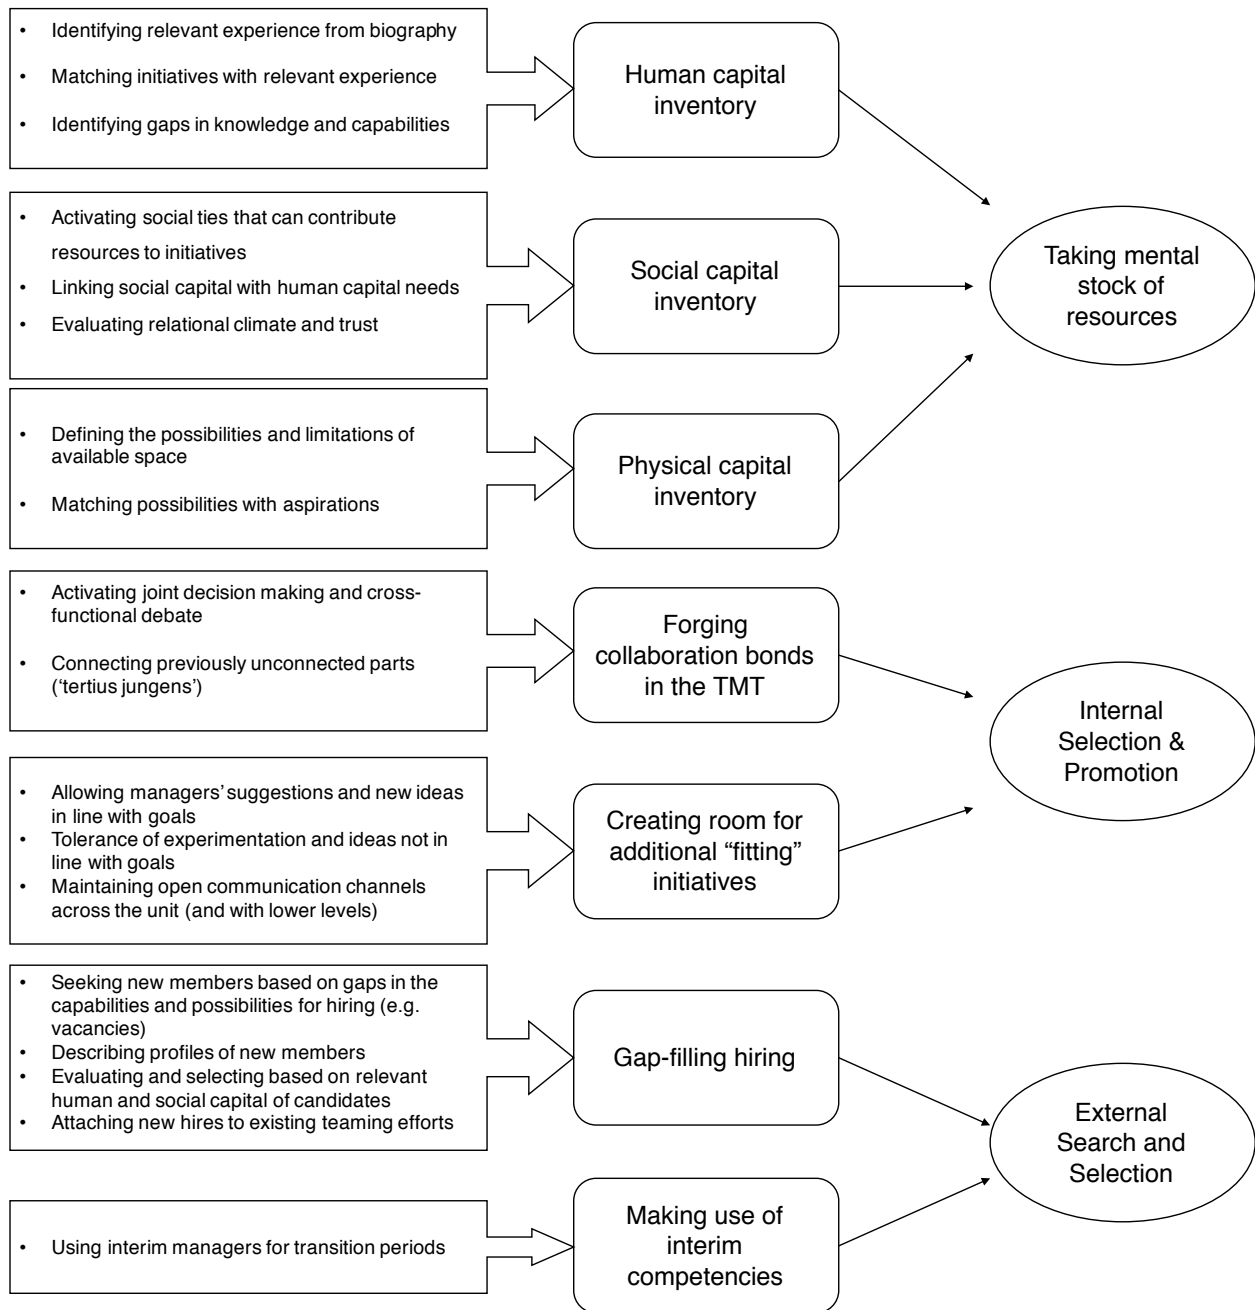 • Identifying relevant experience from biography
• Matching initiatives with relevant experience
• Identifying gaps in knowledge and capabilities
Human capital
inventory
• Activating social ties that can contribute
resources to initiatives
• Linking social capital with human capital needs
• Evaluating relational climate and trust
Social capital
inventory
Taking mental
stock of
resources
• Defining the possibilities and limitations of
available space
• Matching possibilities with aspirations
Physical capital
inventory
• Activating joint decision making and cross-
functional debate
• Connecting previously unconnected parts
(‘tertius jungens’)
Forging
collaboration bonds
in the TMT
Internal
Selection &
Promotion
• Allowing managers’ suggestions and new ideas
in line with goals
• Tolerance of experimentation and ideas not in
line with goals
• Maintaining open communication channels
across the unit (and with lower levels)
Creating room for
additional “fitting”
initiatives
• Seeking new members based on gaps in the
capabilities and possibilities for hiring (e.g.
vacancies)
• Describing profiles of new members
• Evaluating and selecting based on relevant
human and social capital of candidates
• Attaching new hires to existing teaming efforts
Gap-filling hiring
External
Search and
Selection
• Using interim managers for transition periods
Making use of
interim
competencies